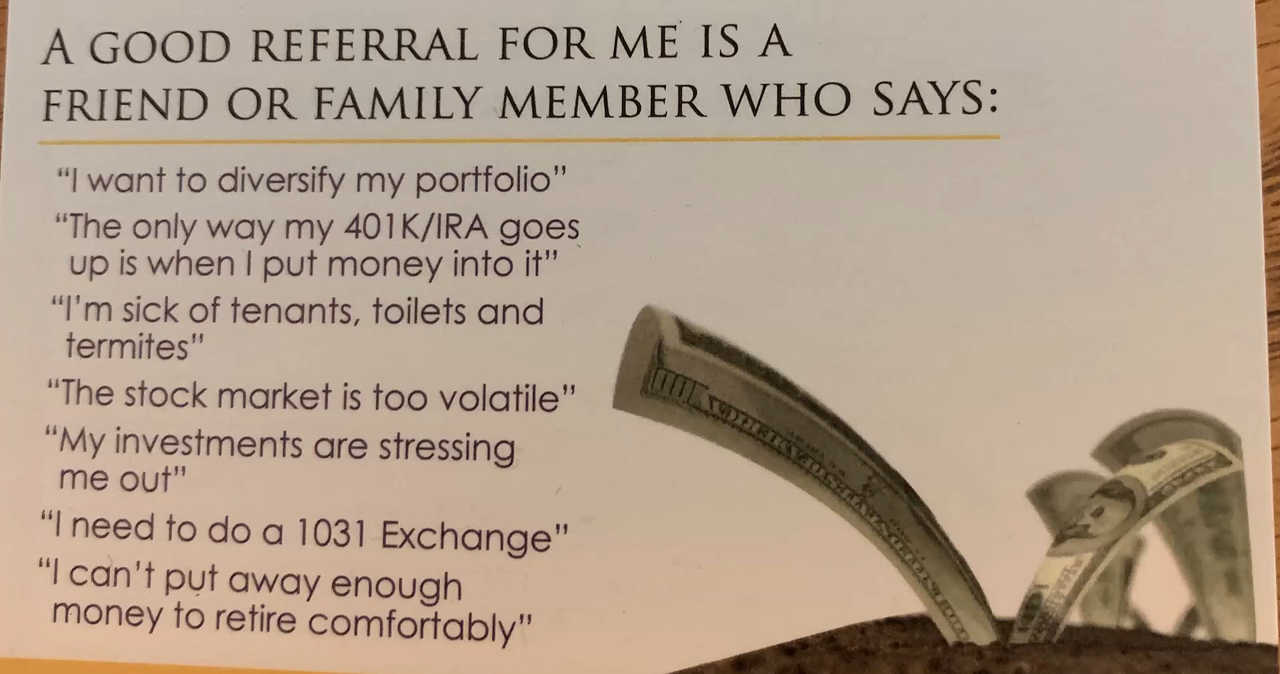 A GOOD REFERRAL FOR ME IS A
FRIEND OR FAMILY MEMBER WHO SAYS:
“I want to diversify my portfolio”
“The only way my 401K/IRA goes
up is when I put money into it”
“I'm sick of tenants, toilets and
termites”
“The stock market is too volatile”
“My investments are stressing
me out”
“I need to do a 1031 Exchange”
“I can't put away enough
money to retire comfortably”